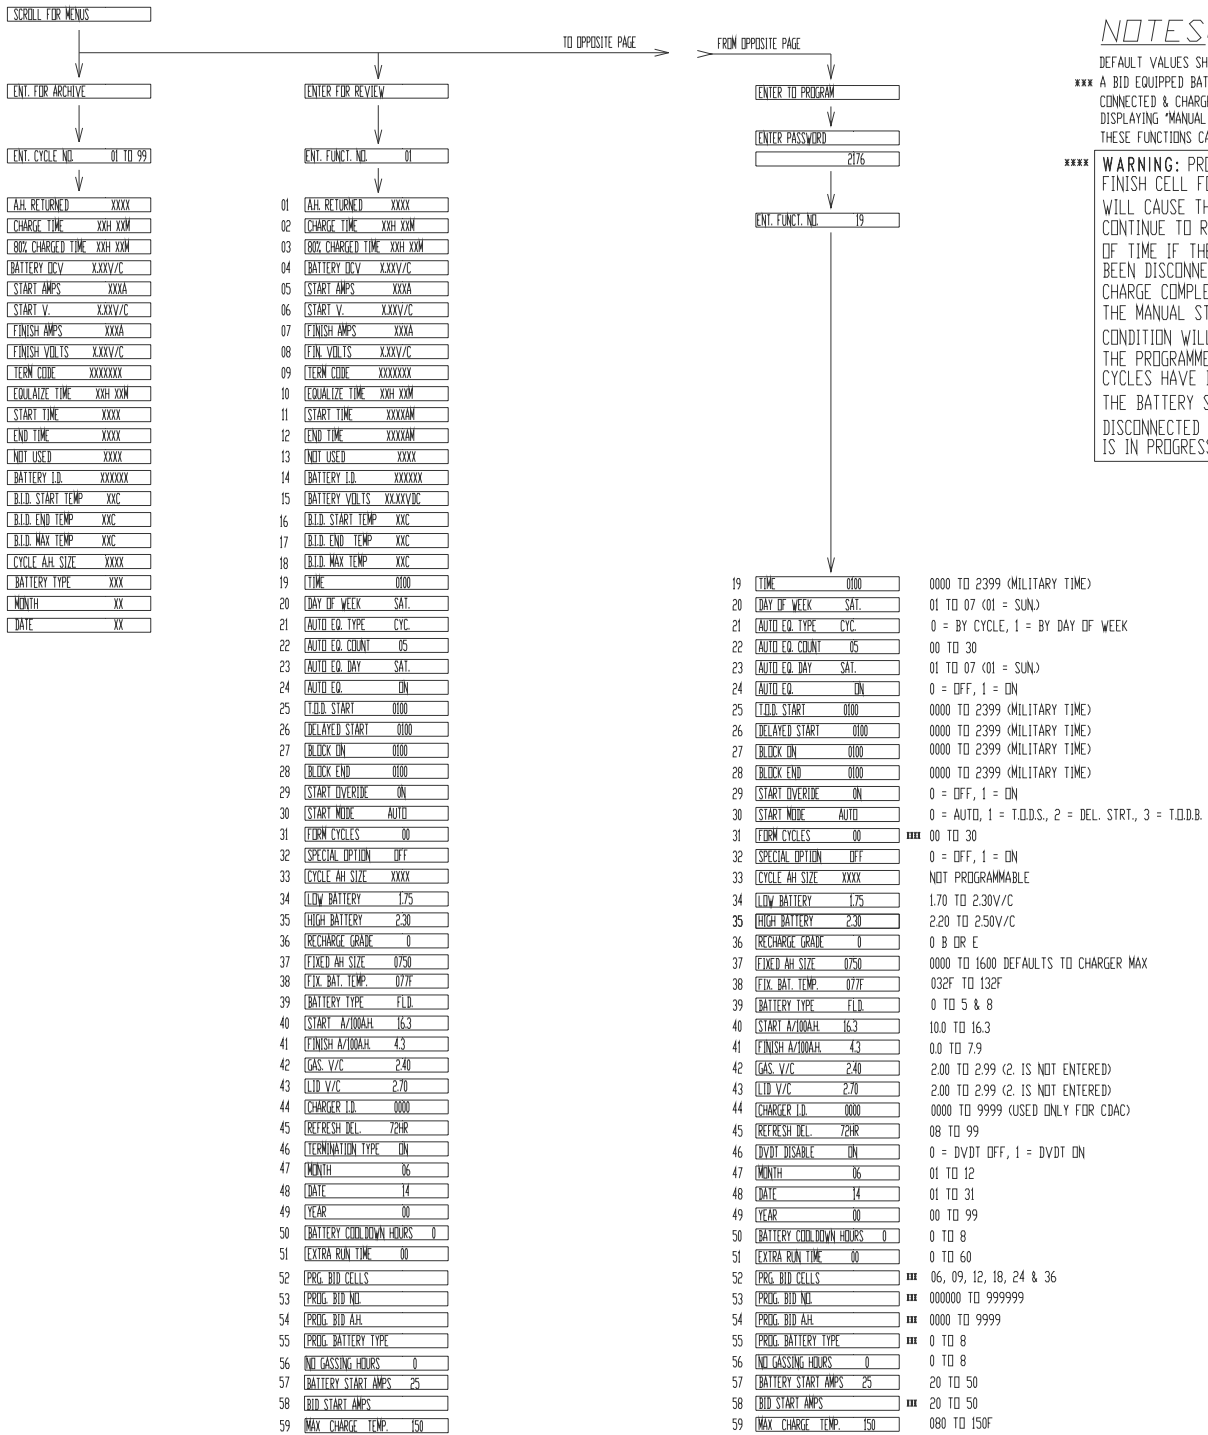 SCROLL FOR MENUS
TO OPPOSITE PAGE
ENT. FOR ARCHIVE
ENT. CYCLE NO. 01 TO 99
A.H. RETURNED XXXX
CHARGE TIME XXH XXM
80% CHARGED TIME XXH XXM
BATTERY OCV X.XXV/C
START AMPS XXXA
START V. X.XXV/C
FINISH AMPS XXXA
FINISH VOLTS X.XXV/C
TERM CODE XXXXXXX
EQULAIZE TIME XXH XXM
START TIME XXXX
END TIME XXXX
NOT USED XXXX
BATTERY I.D. XXXXXX
B.I.D. START TEMP XXC
B.I.D. END TEMP XXC
B.I.D. MAX TEMP XXC
CYCLE A.H. SIZE XXXX
BATTERY TYPE XXX
MONTH XX
DATE XX
ENTER FOR REVIEW
ENT. FUNCT. NO. 01
01 A.H. RETURNED XXXX
02 CHARGE TIME XXH XXM
03 80% CHARGED TIME XXH XXM
04 BATTERY OCV X.XXV/C
05 START AMPS XXXA
06 START V. X.XXV/C
07 FINISH AMPS XXXA
08 FIN. VOLTS X.XXV/C
09 TERM CODE XXXXXXX
10 EQUALIZE TIME XXH XXM
11 START TIME XXXXAM
12 END TIME XXXXAM
13 NOT USED XXXX
14 BATTERY I.D. XXXXXX
15 BATTERY VOLTS XX.XXVDC
16 B.I.D. START TEMP XXC
17 B.I.D. END TEMP XXC
18 B.I.D. MAX TEMP XXC
19 TIME 0100
20 DAY OF WEEK SAT.
21 AUTO EQ. TYPE CYC.
22 AUTO EQ. COUNT 05
23 AUTO EQ. DAY SAT.
24 AUTO EQ. ON
25 T.O.D. START 0100
26 DELAYED START 0100
27 BLOCK ON 0100
28 BLOCK END 0100
29 START OVERIDE ON
30 START MODE AUTO
31 FORM CYCLES 00
32 SPECIAL OPTION OFF
33 CYCLE AH SIZE XXXX
34 LOW BATTERY 1.75
35 HIGH BATTERY 2.30
36 RECHARGE GRADE 0
37 FIXED AH SIZE 0750
38 FIX. BAT. TEMP. 077F
39 BATTERY TYPE FLD.
40 START A/100A.H. 16.3
41 FINISH A/100A.H. 4.3
42 GAS. V/C 2.40
43 LID V/C 2.70
44 CHARGER I.D. 0000
45 REFRESH DEL. 72HR
46 TERMINATION TYPE ON
47 MONTH 06
48 DATE 14
49 YEAR 00
50 BATTERY COOLDOWN HOURS 0
51 EXTRA RUN TIME 00
52 PRG. BID CELLS
53 PROG. BID NO.
54 PROG. BID A.H.
55 PROG. BATTERY TYPE
56 NO GASSING HOURS 0
57 BATTERY START AMPS 25
58 BID START AMPS
59 MAX CHARGE TEMP. 150
FROM OPPOSITE PAGE
ENTER TO PROGRAM
ENTER PASSWORD
2176
ENT. FUNCT. NO. 19
19 TIME 0100 0000 TO 2399 (MILITARY TIME)
20 DAY OF WEEK SAT. 01 TO 07 (01 = SUN.)
21 AUTO EQ. TYPE CYC. 0 = BY CYCLE, 1 = BY DAY OF WEEK
22 AUTO EQ. COUNT 05 00 TO 30
23 AUTO EQ. DAY SAT. 01 TO 07 (01 = SUN.)
24 AUTO EQ. ON 0 = OFF, 1 = ON
25 T.O.D. START 0100 0000 TO 2399 (MILITARY TIME)
26 DELAYED START 0100 0000 TO 2399 (MILITARY TIME)
27 BLOCK ON 0100 0000 TO 2399 (MILITARY TIME)
28 BLOCK END 0100 0000 TO 2399 (MILITARY TIME)
29 START OVERIDE ON 0 = OFF, 1 = ON
30 START MODE AUTO 0 = AUTO, 1 = T.O.D.S., 2 = DEL. STRT., 3 = T.O.D.B.
31 FORM CYCLES 00 **** 00 TO 30
32 SPECIAL OPTION OFF 0 = OFF, 1 = ON
33 CYCLE AH SIZE XXXX NOT PROGRAMMABLE
34 LOW BATTERY 1.75 1.70 TO 2.30V/C
35 HIGH BATTERY 2.30 2.20 TO 2.50V/C
36 RECHARGE GRADE 0 0 B OR E
37 FIXED AH SIZE 0750 0000 TO 1600 DEFAULTS TO CHARGER MAX
38 FIX. BAT. TEMP. 077F 032F TO 132F
39 BATTERY TYPE FLD. 0 TO 5 & 8
40 START A/100A.H. 16.3 10.0 TO 16.3
41 FINISH A/100A.H. 4.3 0.0 TO 7.9
42 GAS. V/C 2.40 2.00 TO 2.99 (2. IS NOT ENTERED)
43 LID V/C 2.70 2.00 TO 2.99 (2. IS NOT ENTERED)
44 CHARGER I.D. 0000 0000 TO 9999 (USED ONLY FOR CDAC)
45 REFRESH DEL. 72HR 08 TO 99
46 DVDT DISABLE ON 0 = DVDT OFF, 1 = DVDT ON
47 MONTH 06 01 TO 12
48 DATE 14 01 TO 31
49 YEAR 00 00 TO 99
50 BATTERY COOLDOWN HOURS 0 0 TO 8
51 EXTRA RUN TIME 00 0 TO 60
52 PRG. BID CELLS *** 06, 09, 12, 18, 24 & 36
53 PROG. BID NO. *** 000000 TO 999999
54 PROG. BID A.H. *** 0000 TO 9999
55 PROG. BATTERY TYPE *** 0 TO 8
56 NO GASSING HOURS 0 0 TO 8
57 BATTERY START AMPS 25 20 TO 50
58 BID START AMPS *** 20 TO 50
59 MAX CHARGE TEMP. 150 080 TO 150F
NOTES
DEFAULT VALUES SH
*** A BID EQUIPPED BAT
CONNECTED & CHARG
DISPLAYING "MANUAL
THESE FUNCTIONS CA
**** WARNING: PRO
FINISH CELL FO
WILL CAUSE TH
CONTINUE TO R
OF TIME IF THE
BEEN DISCONNE
CHARGE COMPLE
THE MANUAL ST
CONDITION WILL
THE PROGRAMME
CYCLES HAVE
THE BATTERY S
DISCONNECTED
IS IN PROGRESS